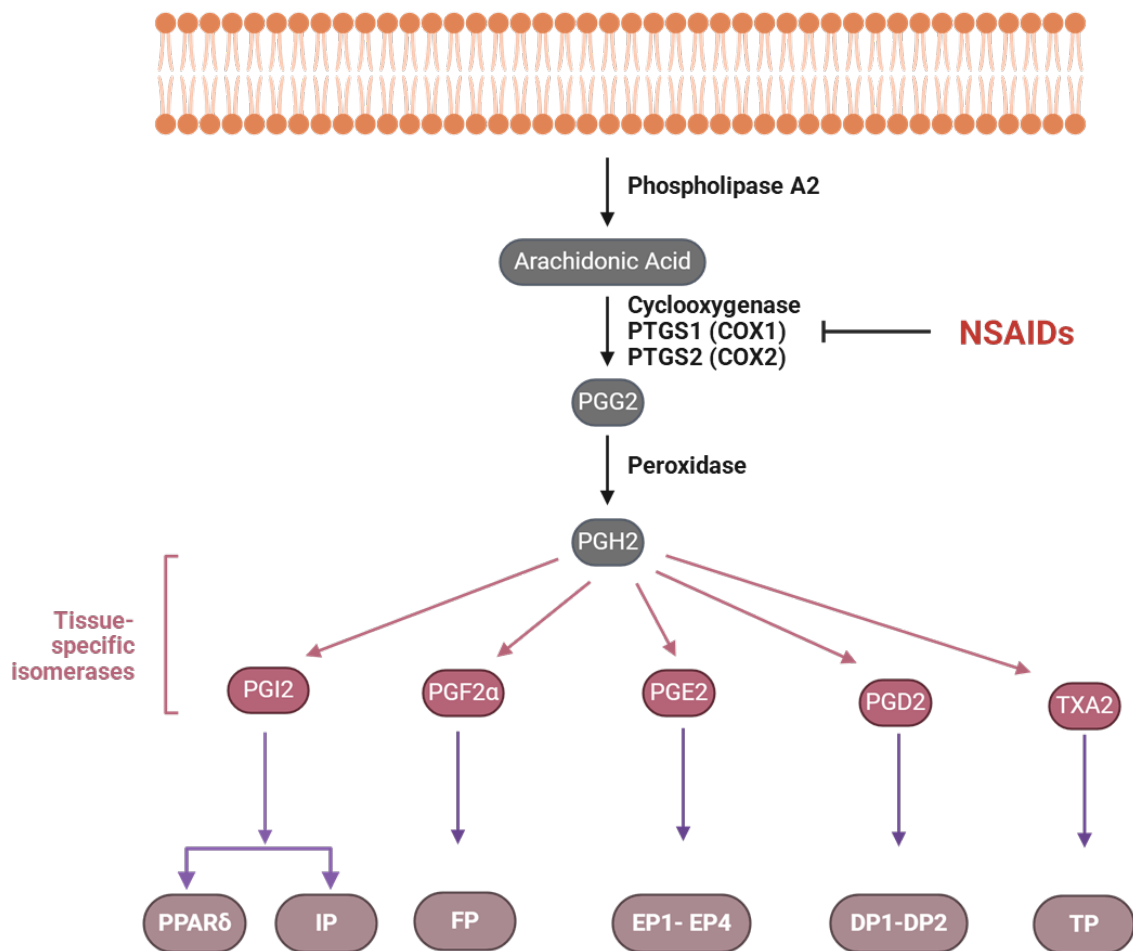 Phospholipase A2
Arachidonic Acid
Cyclooxygenase
PTGS1 (COX1)
PTGS2 (COX2)
NSAIDs
PGG2
Peroxidase
PGH2
Tissue-
specific
isomerases
PGI2
PGF2α
PGE2
PGD2
TXA2
PPARδ
IP
FP
EP1- EP4
DP1-DP2
TP